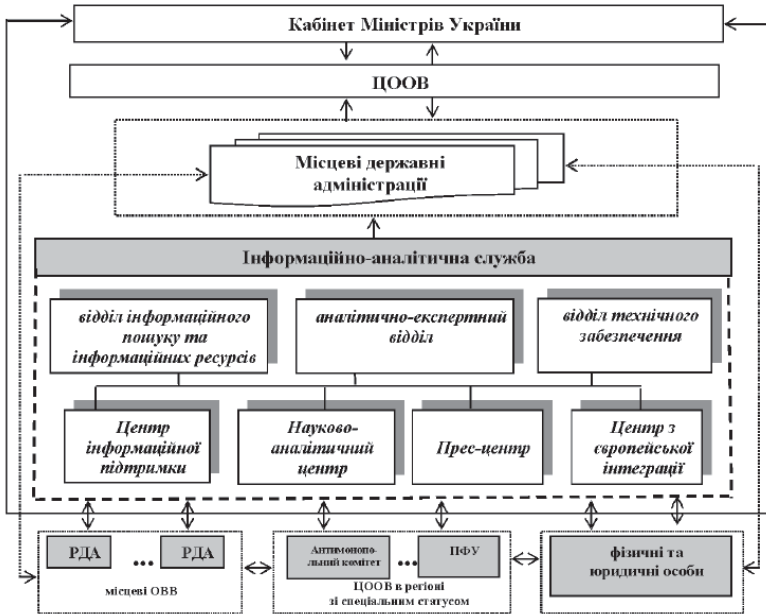 Кабінет Міністрів України
ЦООВ
Місцеві державні
адміністрації
Інформаційно-аналітична служба
відділ інформаційного
пошуку та
інформаційних ресурсів
аналітично-експертний
відділ
відділ технічного
забезпечення
Центр
інформаційної
підтримки
Науково-
аналітичний
центр
Прес-центр
Центр з
європейської
інтеграції
РДА
...
РДА
місцеві ОВВ
Антимонопо-
льний комітет
...
ПФУ
ЦООВ в регіоні
зі спеціальним статусом
фізичні та
юридичні особи